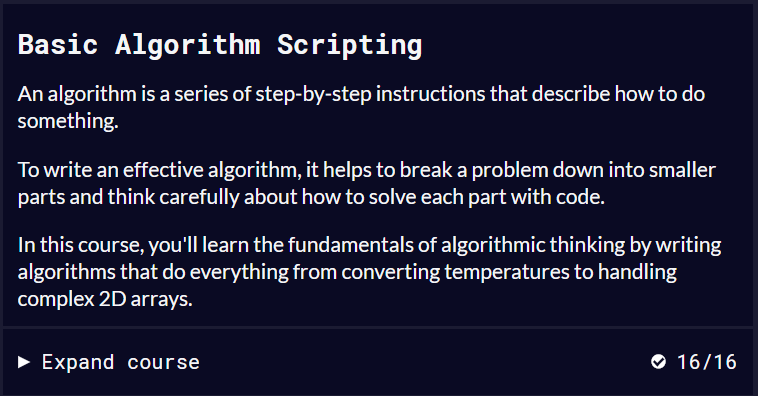 Basic Algorithm Scripting
An algorithm is a series of step-by-step instructions that describe how to do
something.
To write an effective algorithm, it helps to break a problem down into smaller
parts and think carefully about how to solve each part with code.
In this course, you'll learn the fundamentals of algorithmic thinking by writing
algorithms that do everything from converting temperatures to handling
complex 2D arrays.
Expand course 16/16